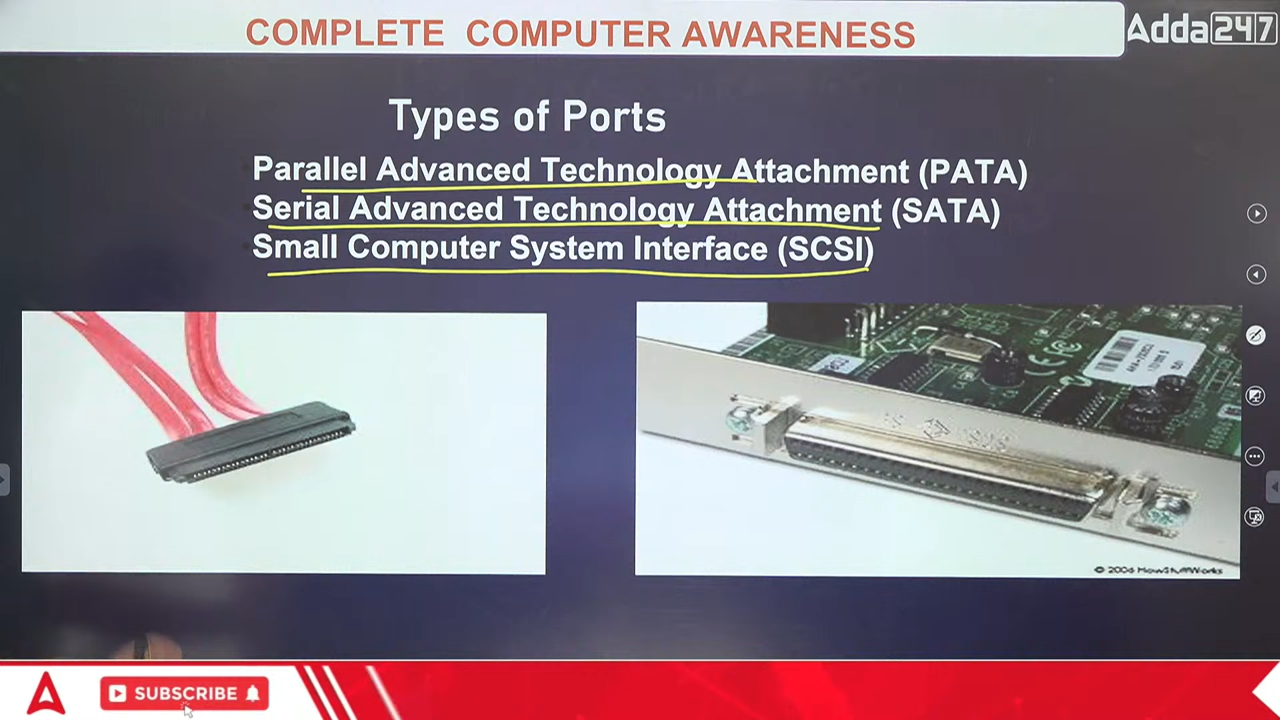 COMPLETE COMPUTER AWARENESS
Adda247
Types of Ports
Parallel Advanced Technology Attachment (PATA)
Serial Advanced Technology Attachment (SATA)
Small Computer System Interface (SCSI)
© 2006 HowStuffWorks
SUBSCRIBE